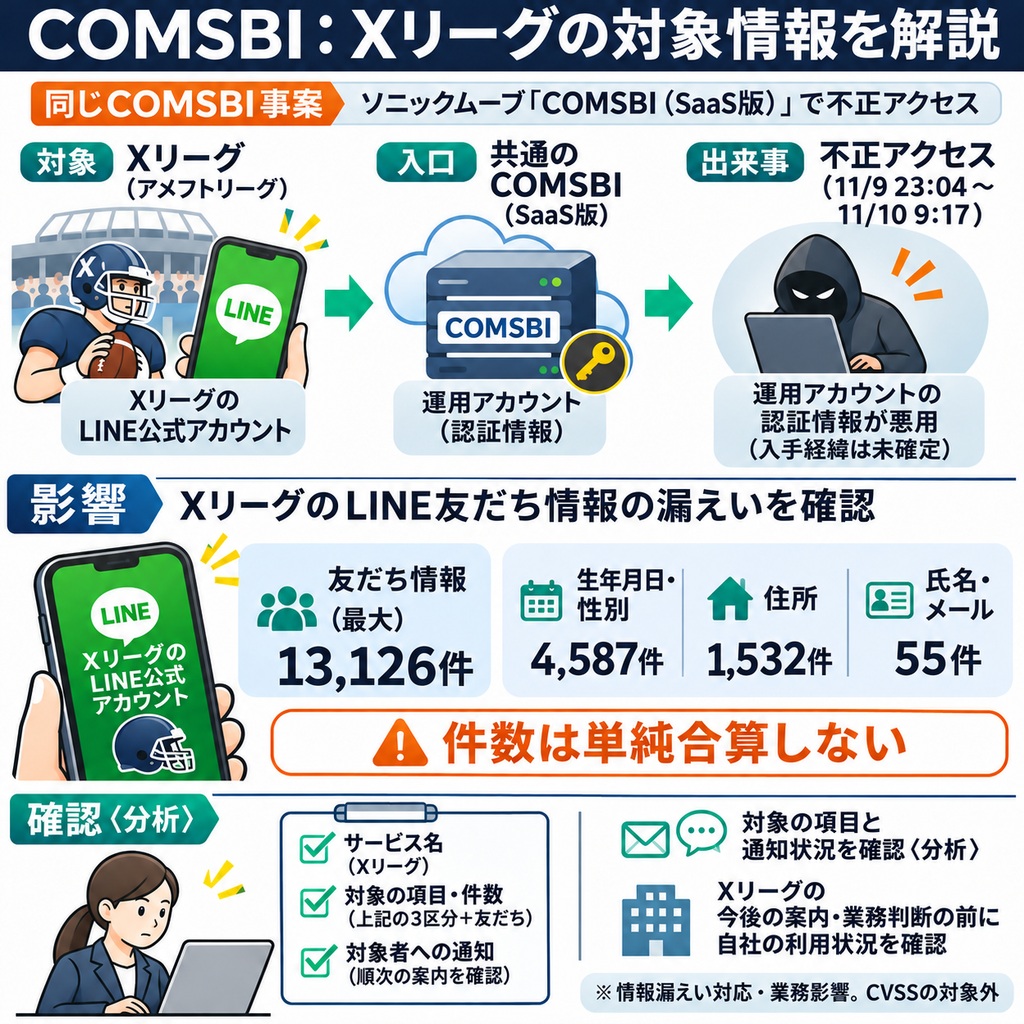 COMSBI：Xリーグの対象情報を解説
同じCOMSBI事案
ソニックムーブ「COMSBI（SaaS版）」で不正アクセス
対象
Xリーグ
（アメフトリーグ）
X
LINE
Xリーグの
LINE公式アカウント
入口
共通の
COMSBI
（SaaS版）
COMSBI
運用アカウント
（認証情報）
出来事
不正アクセス
（11/9 23:04～
11/10 9:17）
運用アカウントの
認証情報が悪用
（入手経緯は未確定）
影響
XリーグのLINE友だち情報の漏えいを確認
LINE
Xリーグの
LINE公式
アカウント
友だち情報
（最大）
13,126件
生年月日・
性別
4,587件
住所
1,532件
氏名・
メール
55件
件数は単純合算しない
確認〈分析〉
サービス名
（Xリーグ）
対象の項目・件数
（上記の3区分＋友だち）
対象者への通知
（順次の案内を確認）
対象の項目と
通知状況を確認〈分析〉
Xリーグの
今後の案内・業務判断の前に
自社の利用状況を確認
※情報漏えい対応・業務影響。CVSSの対象外